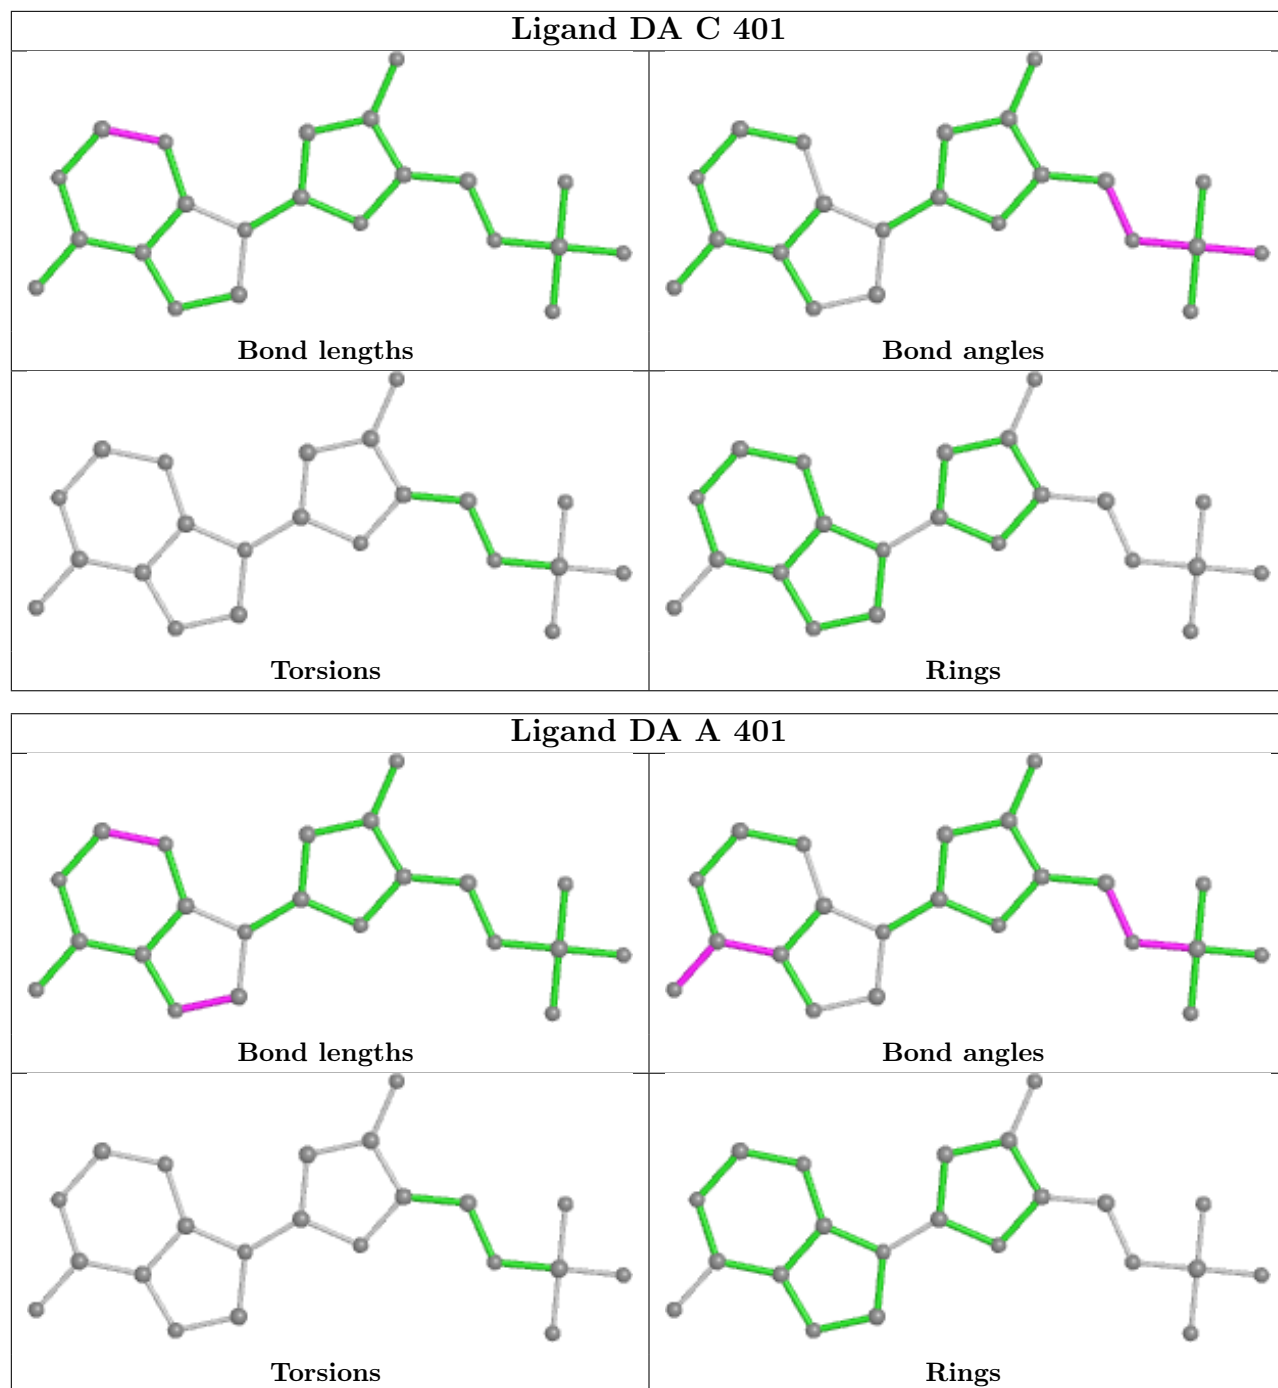 Ligand DA C 401
Bond lengths
Bond angles
Torsions
Rings
Ligand DA A 401
Bond lengths
Bond angles
Torsions
Rings